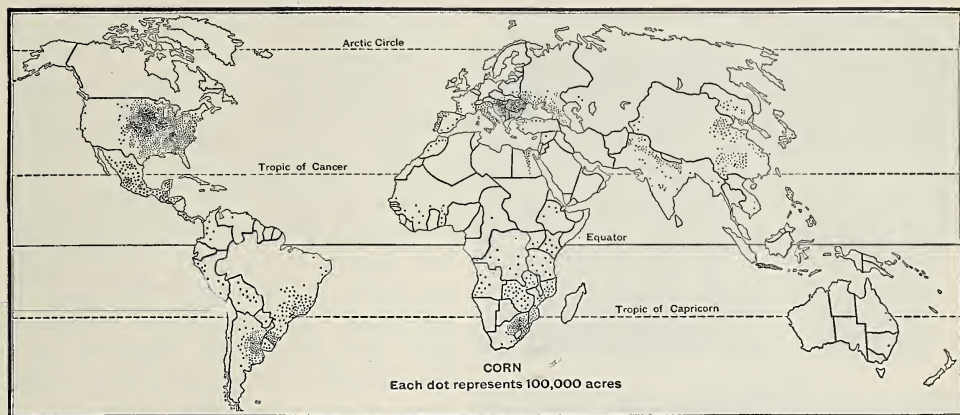 Arctic Circle
Tropic of Cancer
Equator
Tropic of Capricorn
CORN
Each dot represents 100,000 acres